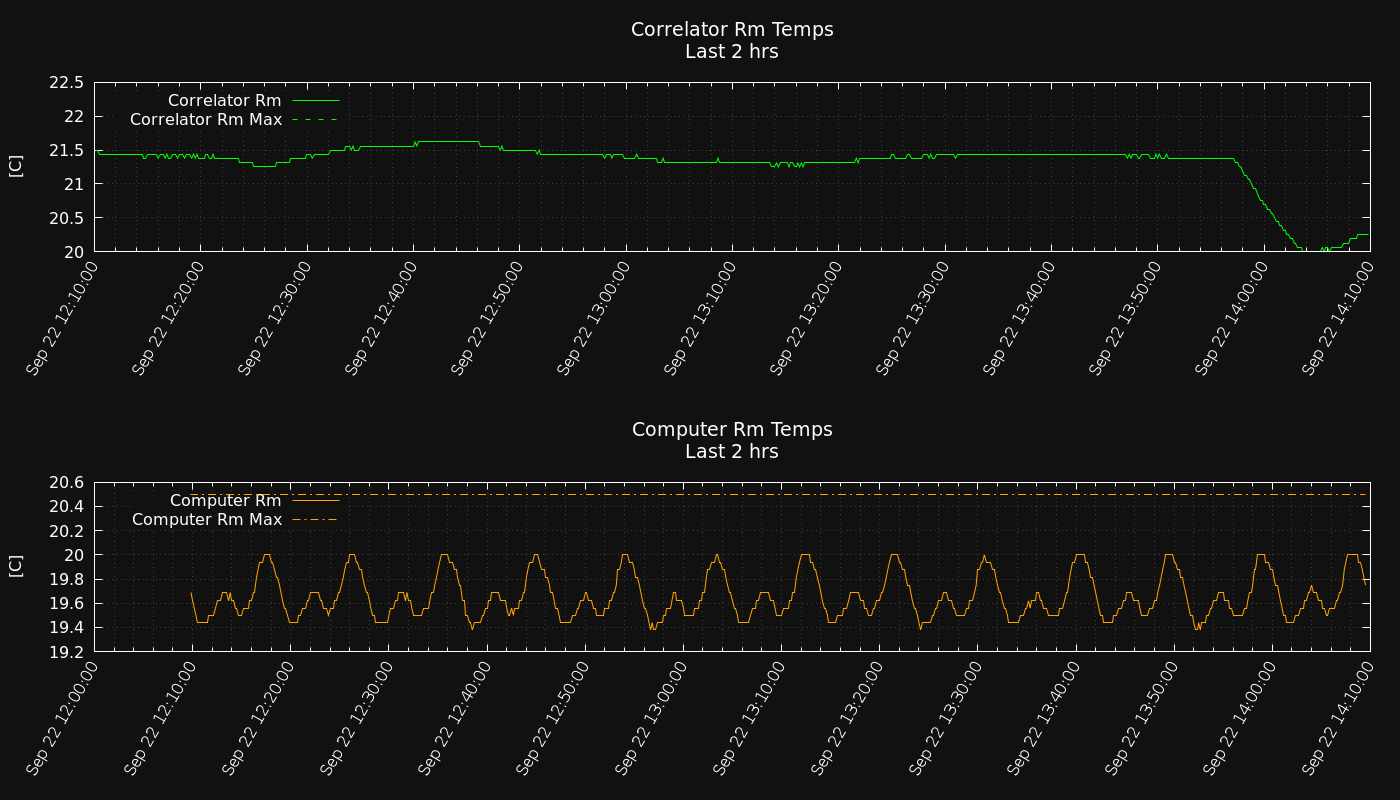 Correlator Rm Temps
Last 2 hrs
22.5
22
21.5
21
20.5
20
[C]
Correlator Rm
Correlator Rm Max
Sep 22 12:10:00
Sep 22 12:20:00
Sep 22 12:30:00
Sep 22 12:40:00
Sep 22 12:50:00
Sep 22 13:00:00
Sep 22 13:10:00
Sep 22 13:20:00
Sep 22 13:30:00
Sep 22 13:40:00
Sep 22 13:50:00
Sep 22 14:00:00
Sep 22 14:10:00
Computer Rm Temps
Last 2 hrs
20.6
20.4
20.2
20
19.8
19.6
19.4
19.2
[C]
Computer Rm
Computer Rm Max
Sep 22 12:00:00
Sep 22 12:10:00
Sep 22 12:20:00
Sep 22 12:30:00
Sep 22 12:40:00
Sep 22 12:50:00
Sep 22 13:00:00
Sep 22 13:10:00
Sep 22 13:20:00
Sep 22 13:30:00
Sep 22 13:40:00
Sep 22 13:50:00
Sep 22 14:00:00
Sep 22 14:10:00